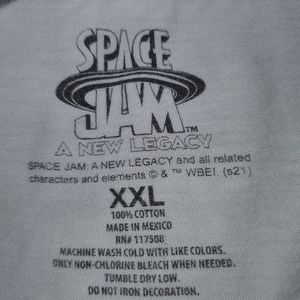 SPACE
JAM™
A NEW LEGACY
SPACE JAM: A NEW LEGACY and all related
characters and elements © & ™ WBEI. (s21)
XXL
100% COTTON
MADE IN MEXICO
RN# 117508
MACHINE WASH COLD WITH LIKE COLORS.
ONLY NON-CHLORINE BLEACH WHEN NEEDED.
TUMBLE DRY LOW.
DO NOT IRON DECORATION.